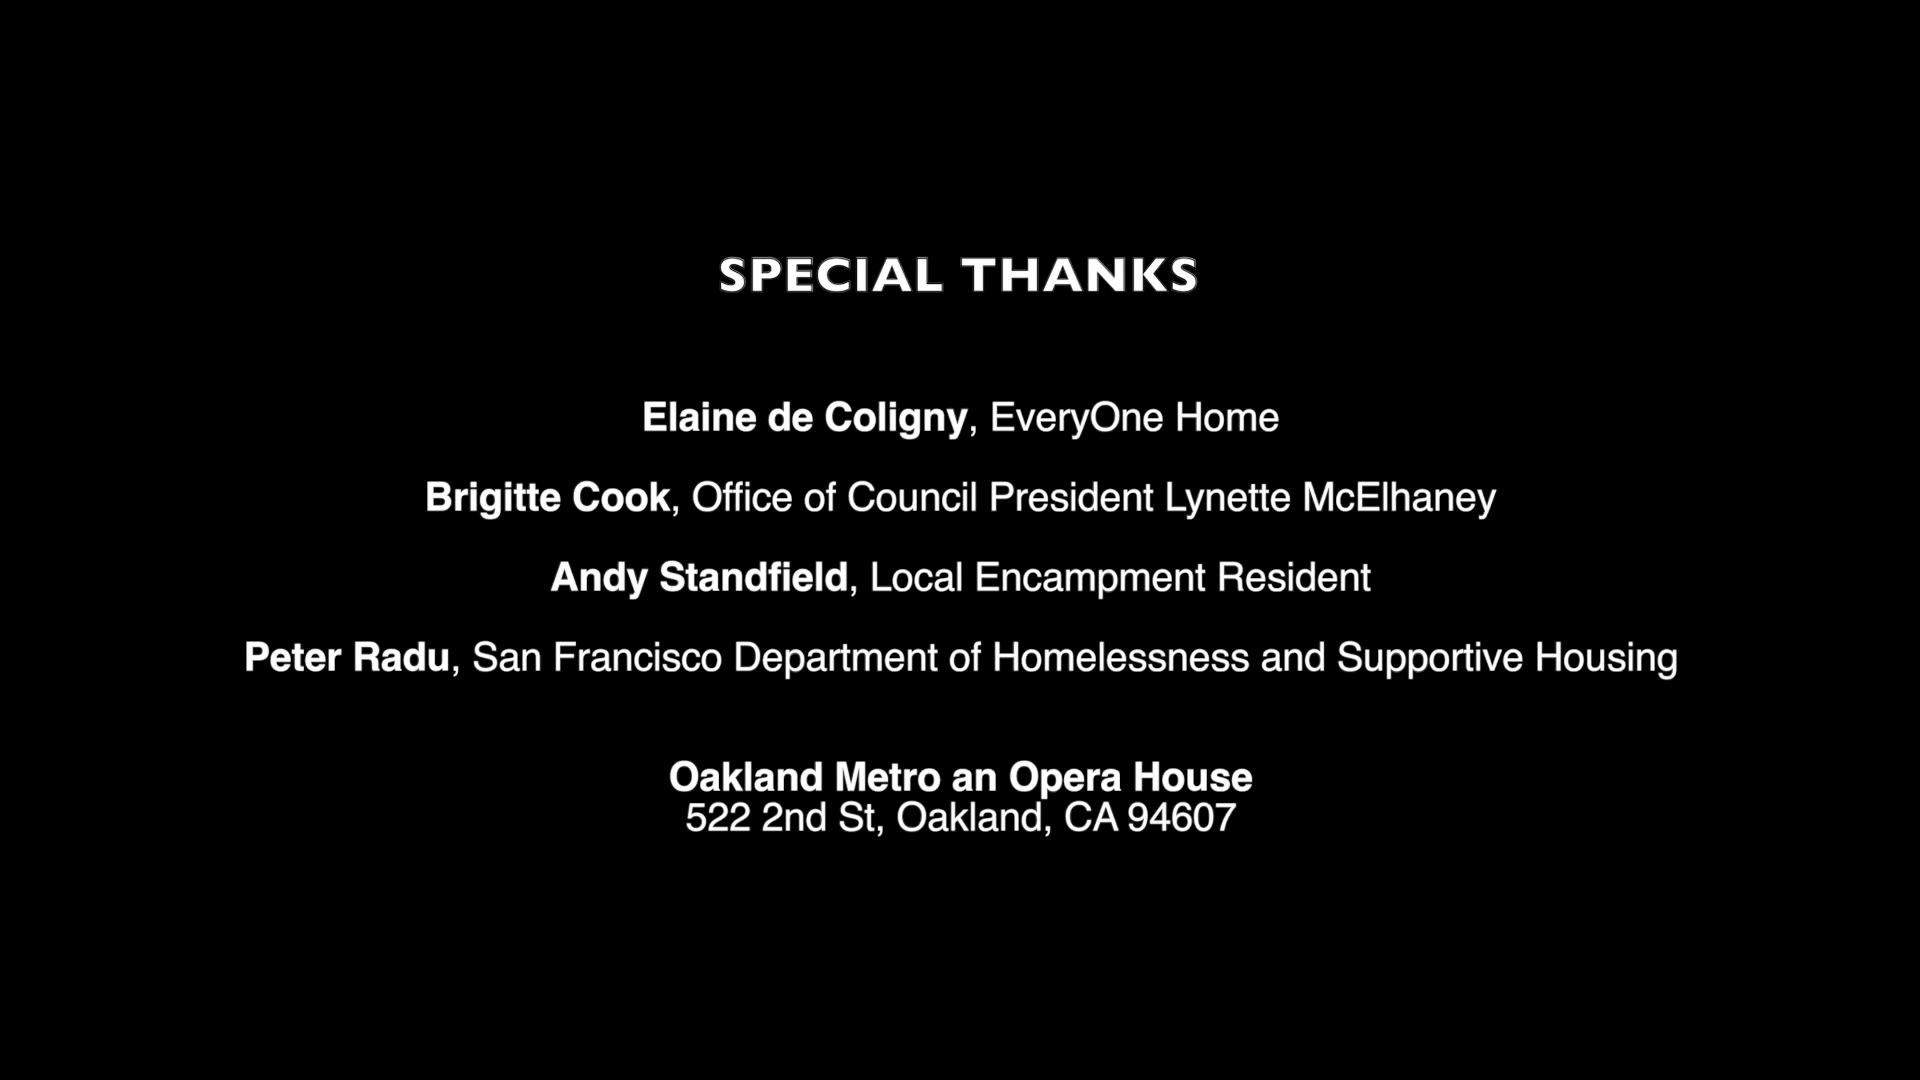 SPECIAL THANKS
Elaine de Coligny, EveryOne Home
Brigitte Cook, Office of Council President Lynette McElhaney
Andy Standfield, Local Encampment Resident
Peter Radu, San Francisco Department of Homelessness and Supportive Housing
Oakland Metro an Opera House
522 2nd St, Oakland, CA 94607